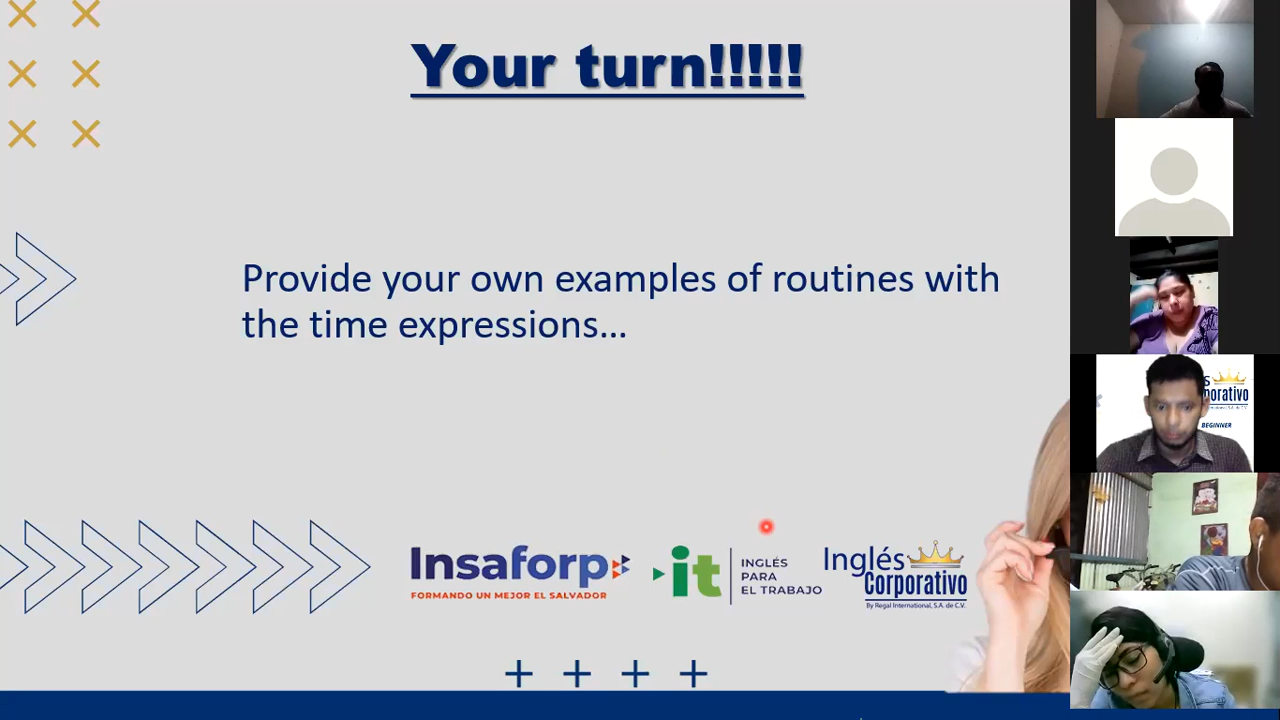 Your turn!!!!!
Provide your own examples of routines with
the time expressions...
Insaforp
FORMANDO UN MEJOR EL SALVADOR
it
INGLÉS
PARA
EL TRABAJO
Inglés
Corporativo
By Regal International, S.A. de C.V.
porativo
BEGINNER